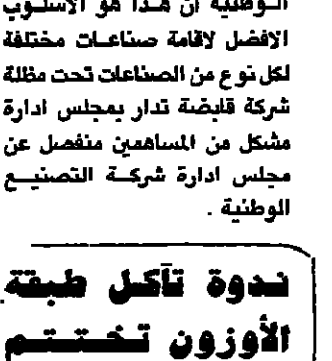 الوطنية ان هذا هو الاسلوب
الافضل لاقامة صناعات مختلفة
لكل نوع من الصناعات تحت مظلة
شركة قابضة تدار بمجلس ادارة
مشكل من المساهمين منفصل عن
مجلس ادارة شركة التصنيع
الوطنية .
ندوة تآكل طبقة
الأوزون تختتم